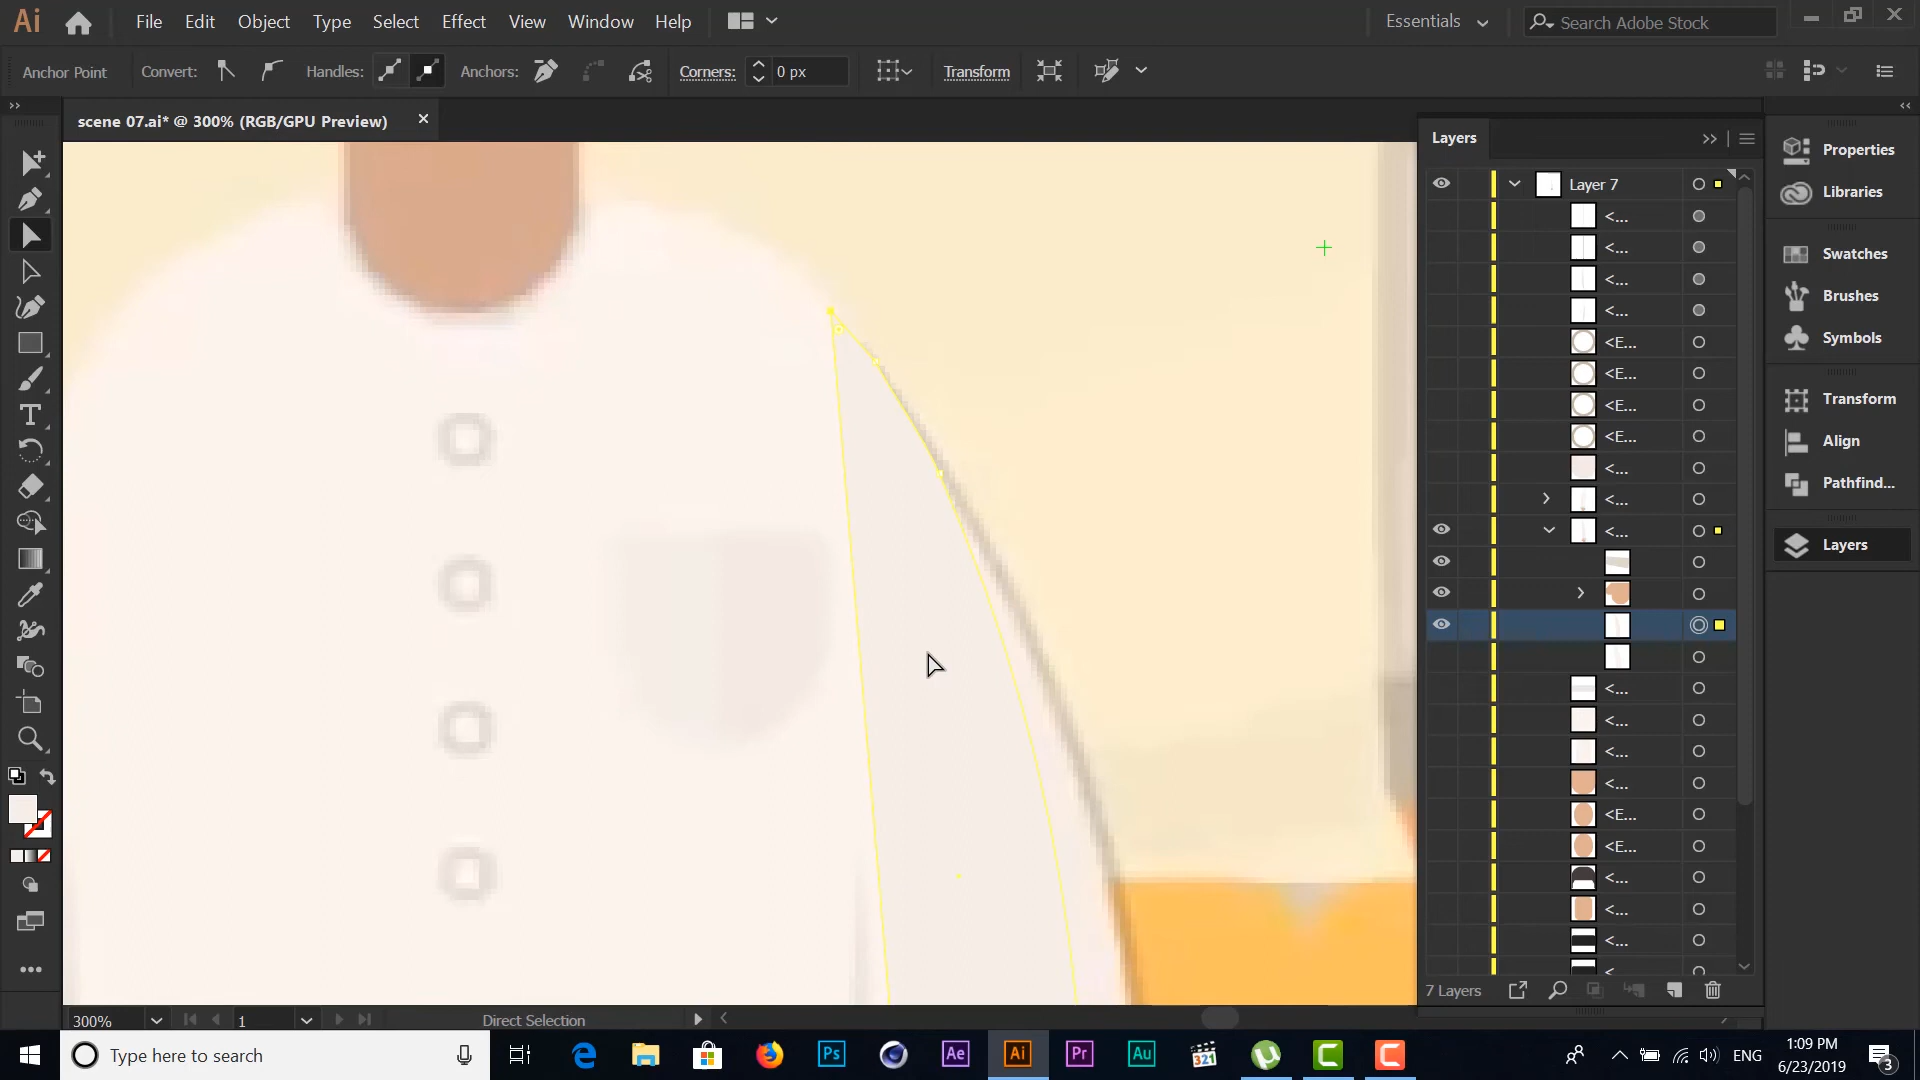 Ai File Edit Object Type Select Effect View Window Help Essentials Search Adobe Stock
Anchor Point Convert: Handles: Anchors: Corners: 0 px Transform
scene 07.ai* @ 300% (RGB/GPU Preview)
Layers
Layer 7
<...
<...
<...
<...
<E...
<E...
<E...
<E...
<...
<...
<...
<...
<...
<...
<...
<E...
<E...
<...
<...
<...
7 Layers
Properties
Libraries
Swatches
Brushes
Symbols
Transform
Align
Pathfind...
Layers
300% 1 Direct Selection
Type here to search
Ps
Ae
Ai
Pr
Au
321
ENG
1:09 PM
6/23/2019
3